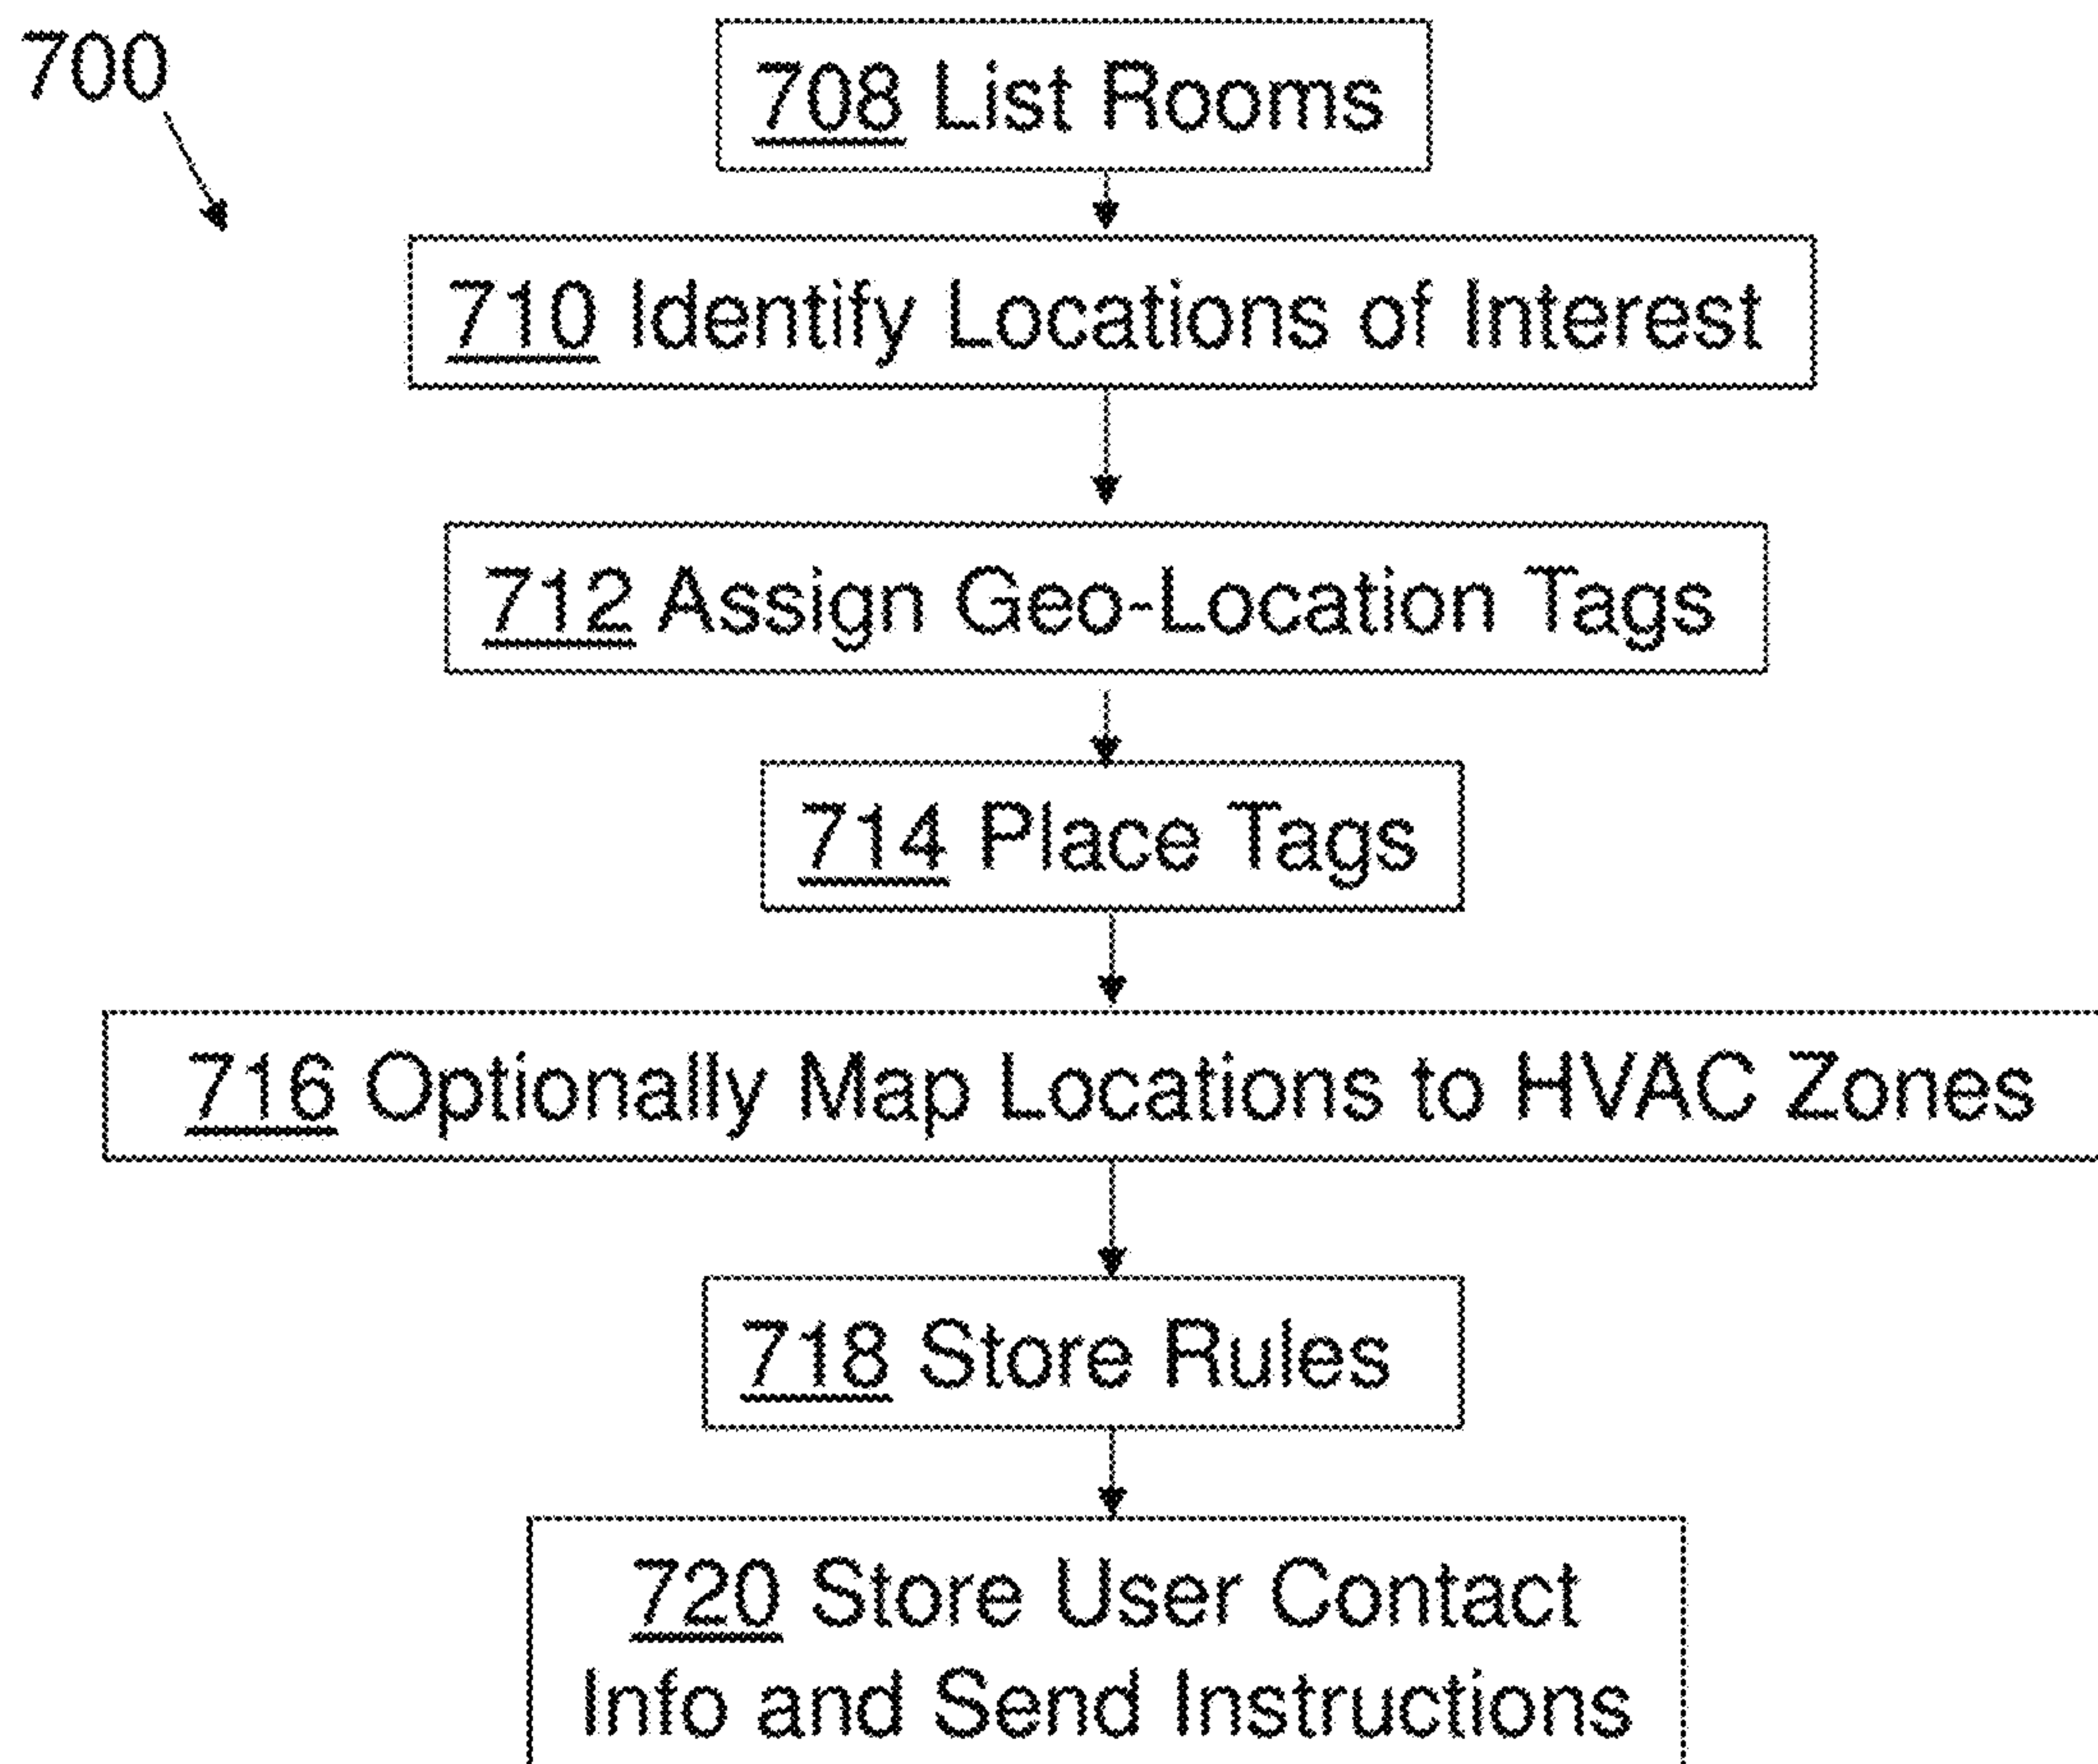 700
708 List Rooms
710 Identify Locations of Interest
712 Assign Geo-Location Tags
714 Place Tags
716 Optionally Map Locations to HVAC Zones
718 Store Rules
720 Store User Contact
Info and Send Instructions